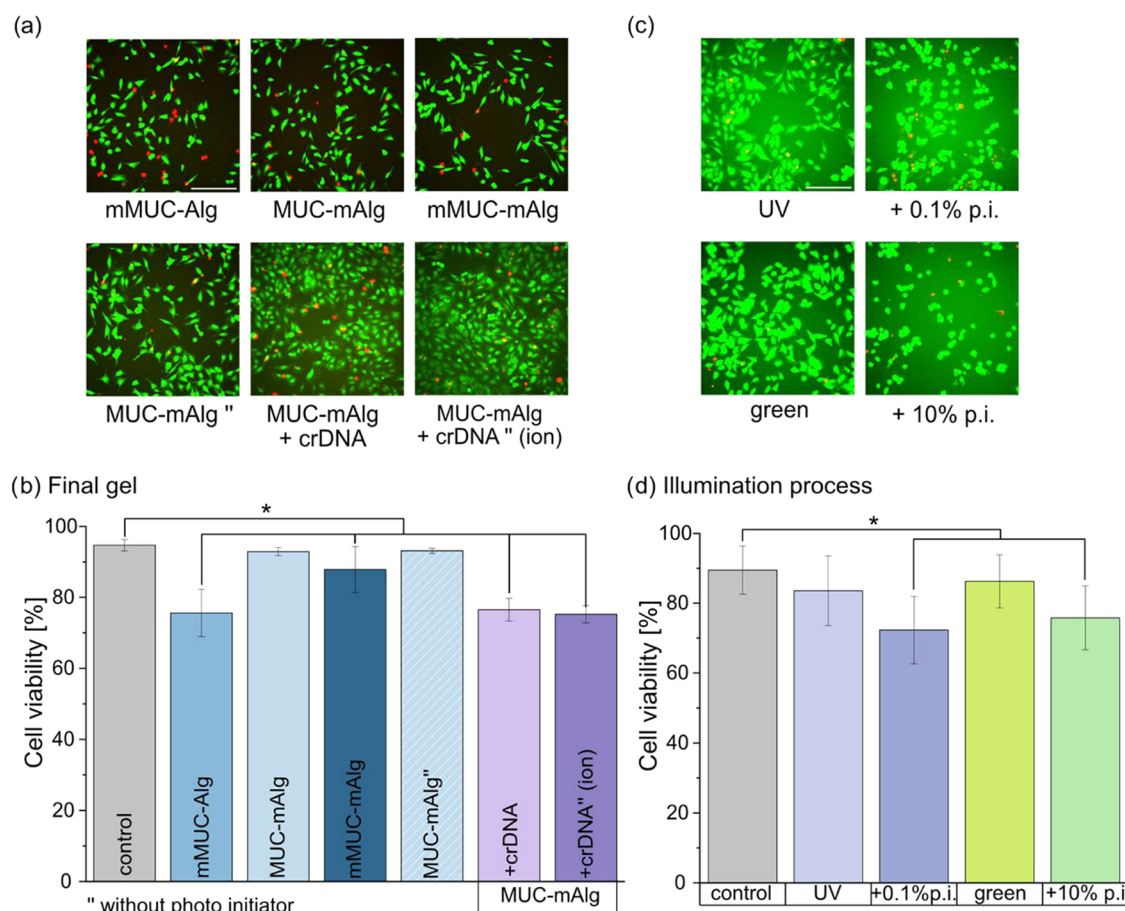 (a)
mMUC-Alg MUC-mAlg mMUC-mAlg
MUC-mAlg " MUC-mAlg MUC-mAlg
+ crDNA + crDNA " (ion)
(c)
UV + 0.1% p.i.
green + 10% p.i.
(b) Final gel
*
Cell viability [%]
100
80
60
40
20
0
control
mMUC-Alg
MUC-mAlg
mMUC-mAlg
MUC-mAlg"
+crDNA
+crDNA" (ion)
MUC-mAlg
" without photo initiator
(d) Illumination process
*
Cell viability [%]
100
80
60
40
20
0
control UV +0.1%p.i. green +10% p.i